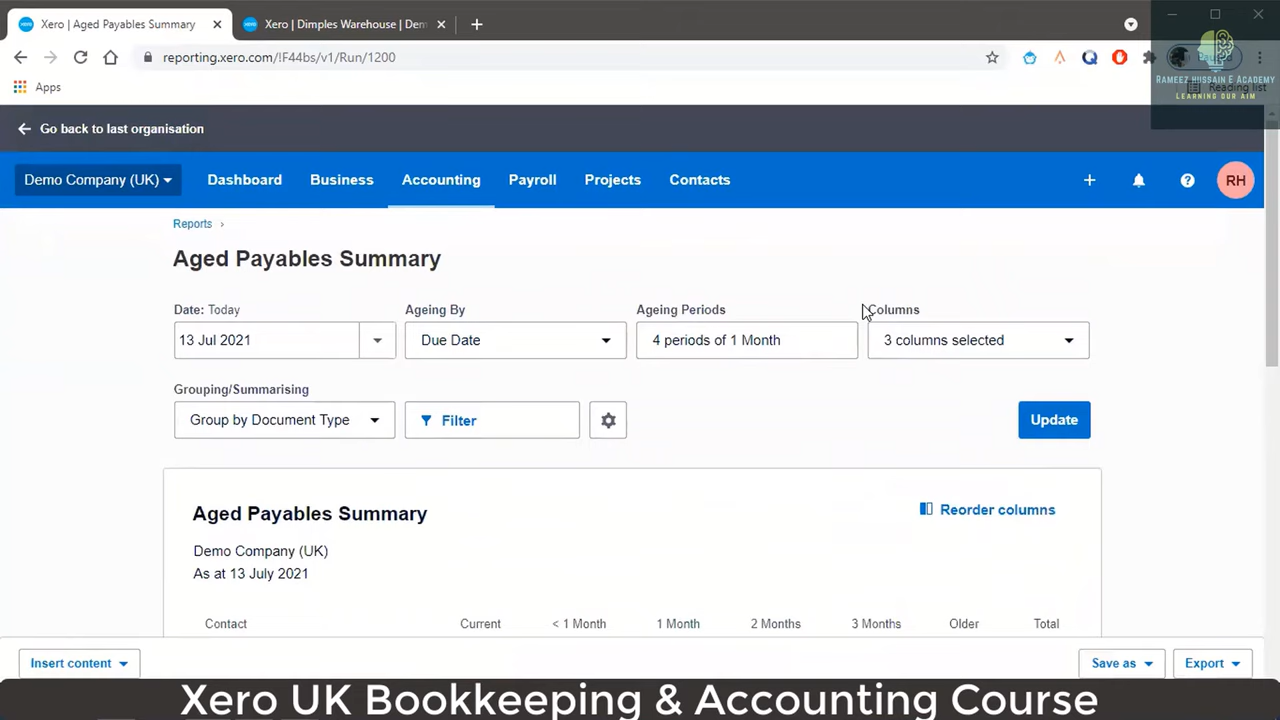 Xero | Aged Payables Summary
Xero | Dimples Warehouse | Dem
reporting.xero.com/!F44bs/v1/Run/1200
Apps
Reading list
RAMEEZ HUSSAIN E ACADEMY
LEARNING OUR AIM
Go back to last organisation
Demo Company (UK)
Dashboard
Business
Accounting
Payroll
Projects
Contacts
RH
Reports
Aged Payables Summary
Date: Today
Ageing By
Ageing Periods
Columns
13 Jul 2021
Due Date
4 periods of 1 Month
3 columns selected
Grouping/Summarising
Group by Document Type
Filter
Update
Aged Payables Summary
Reorder columns
Demo Company (UK)
As at 13 July 2021
Contact Current < 1 Month 1 Month 2 Months 3 Months Older Total
Insert content
Save as
Export
Xero UK Bookkeeping & Accounting Course